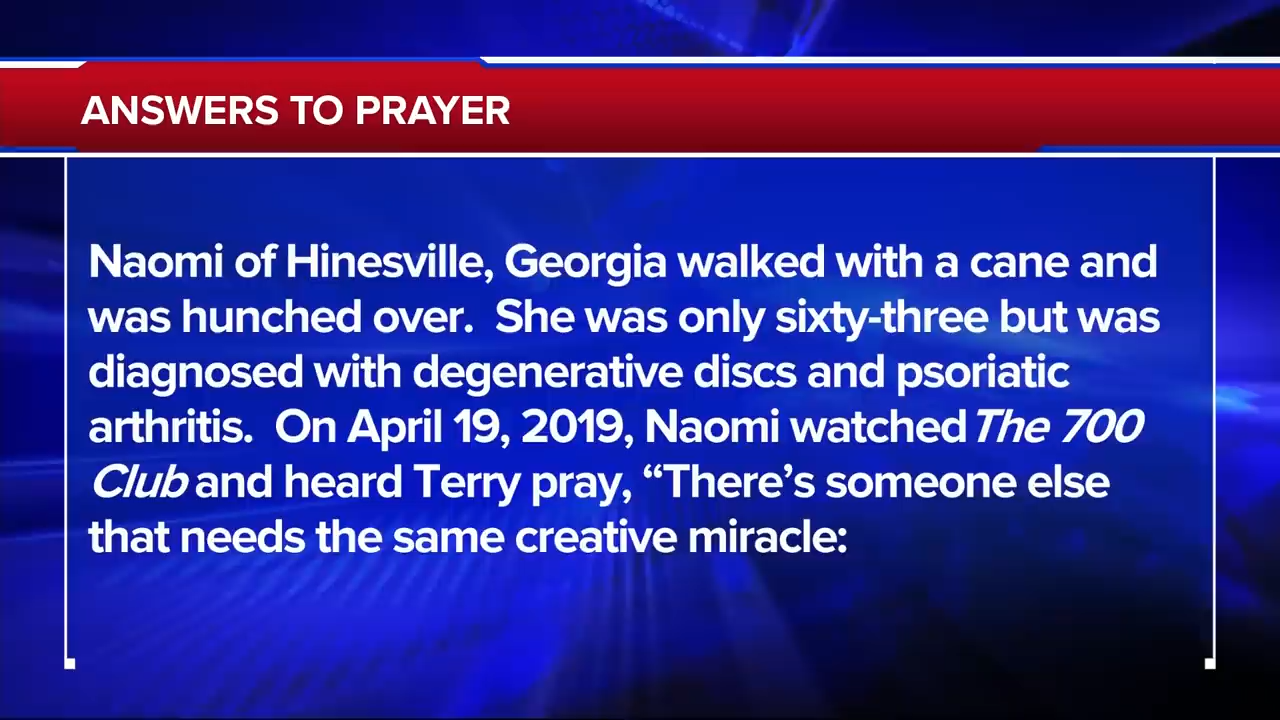 ANSWERS TO PRAYER
Naomi of Hinesville, Georgia walked with a cane and
was hunched over.  She was only sixty-three but was
diagnosed with degenerative discs and psoriatic
arthritis.  On April 19, 2019, Naomi watched The 700
Club and heard Terry pray, “There’s someone else
that needs the same creative miracle: